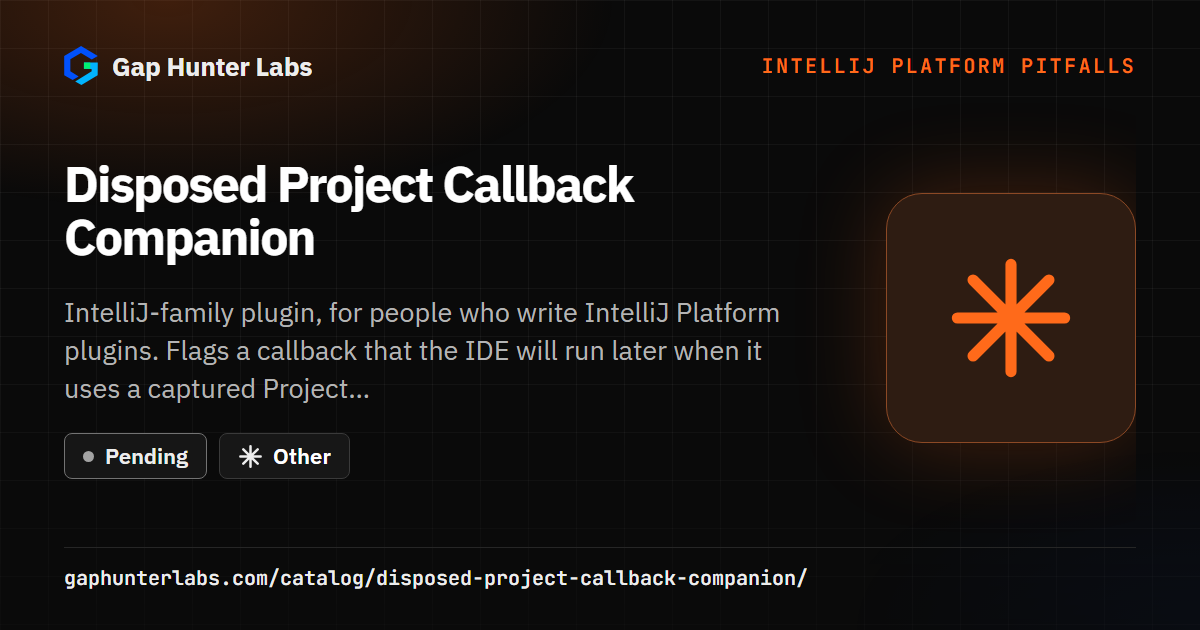 Gap Hunter Labs
INTELLIJ PLATFORM PITFALLS
Disposed Project Callback
Companion
IntelliJ-family plugin, for people who write IntelliJ Platform
plugins. Flags a callback that the IDE will run later when it
uses a captured Project...
Pending
Other
gaphunterlabs.com/catalog/disposed-project-callback-companion/